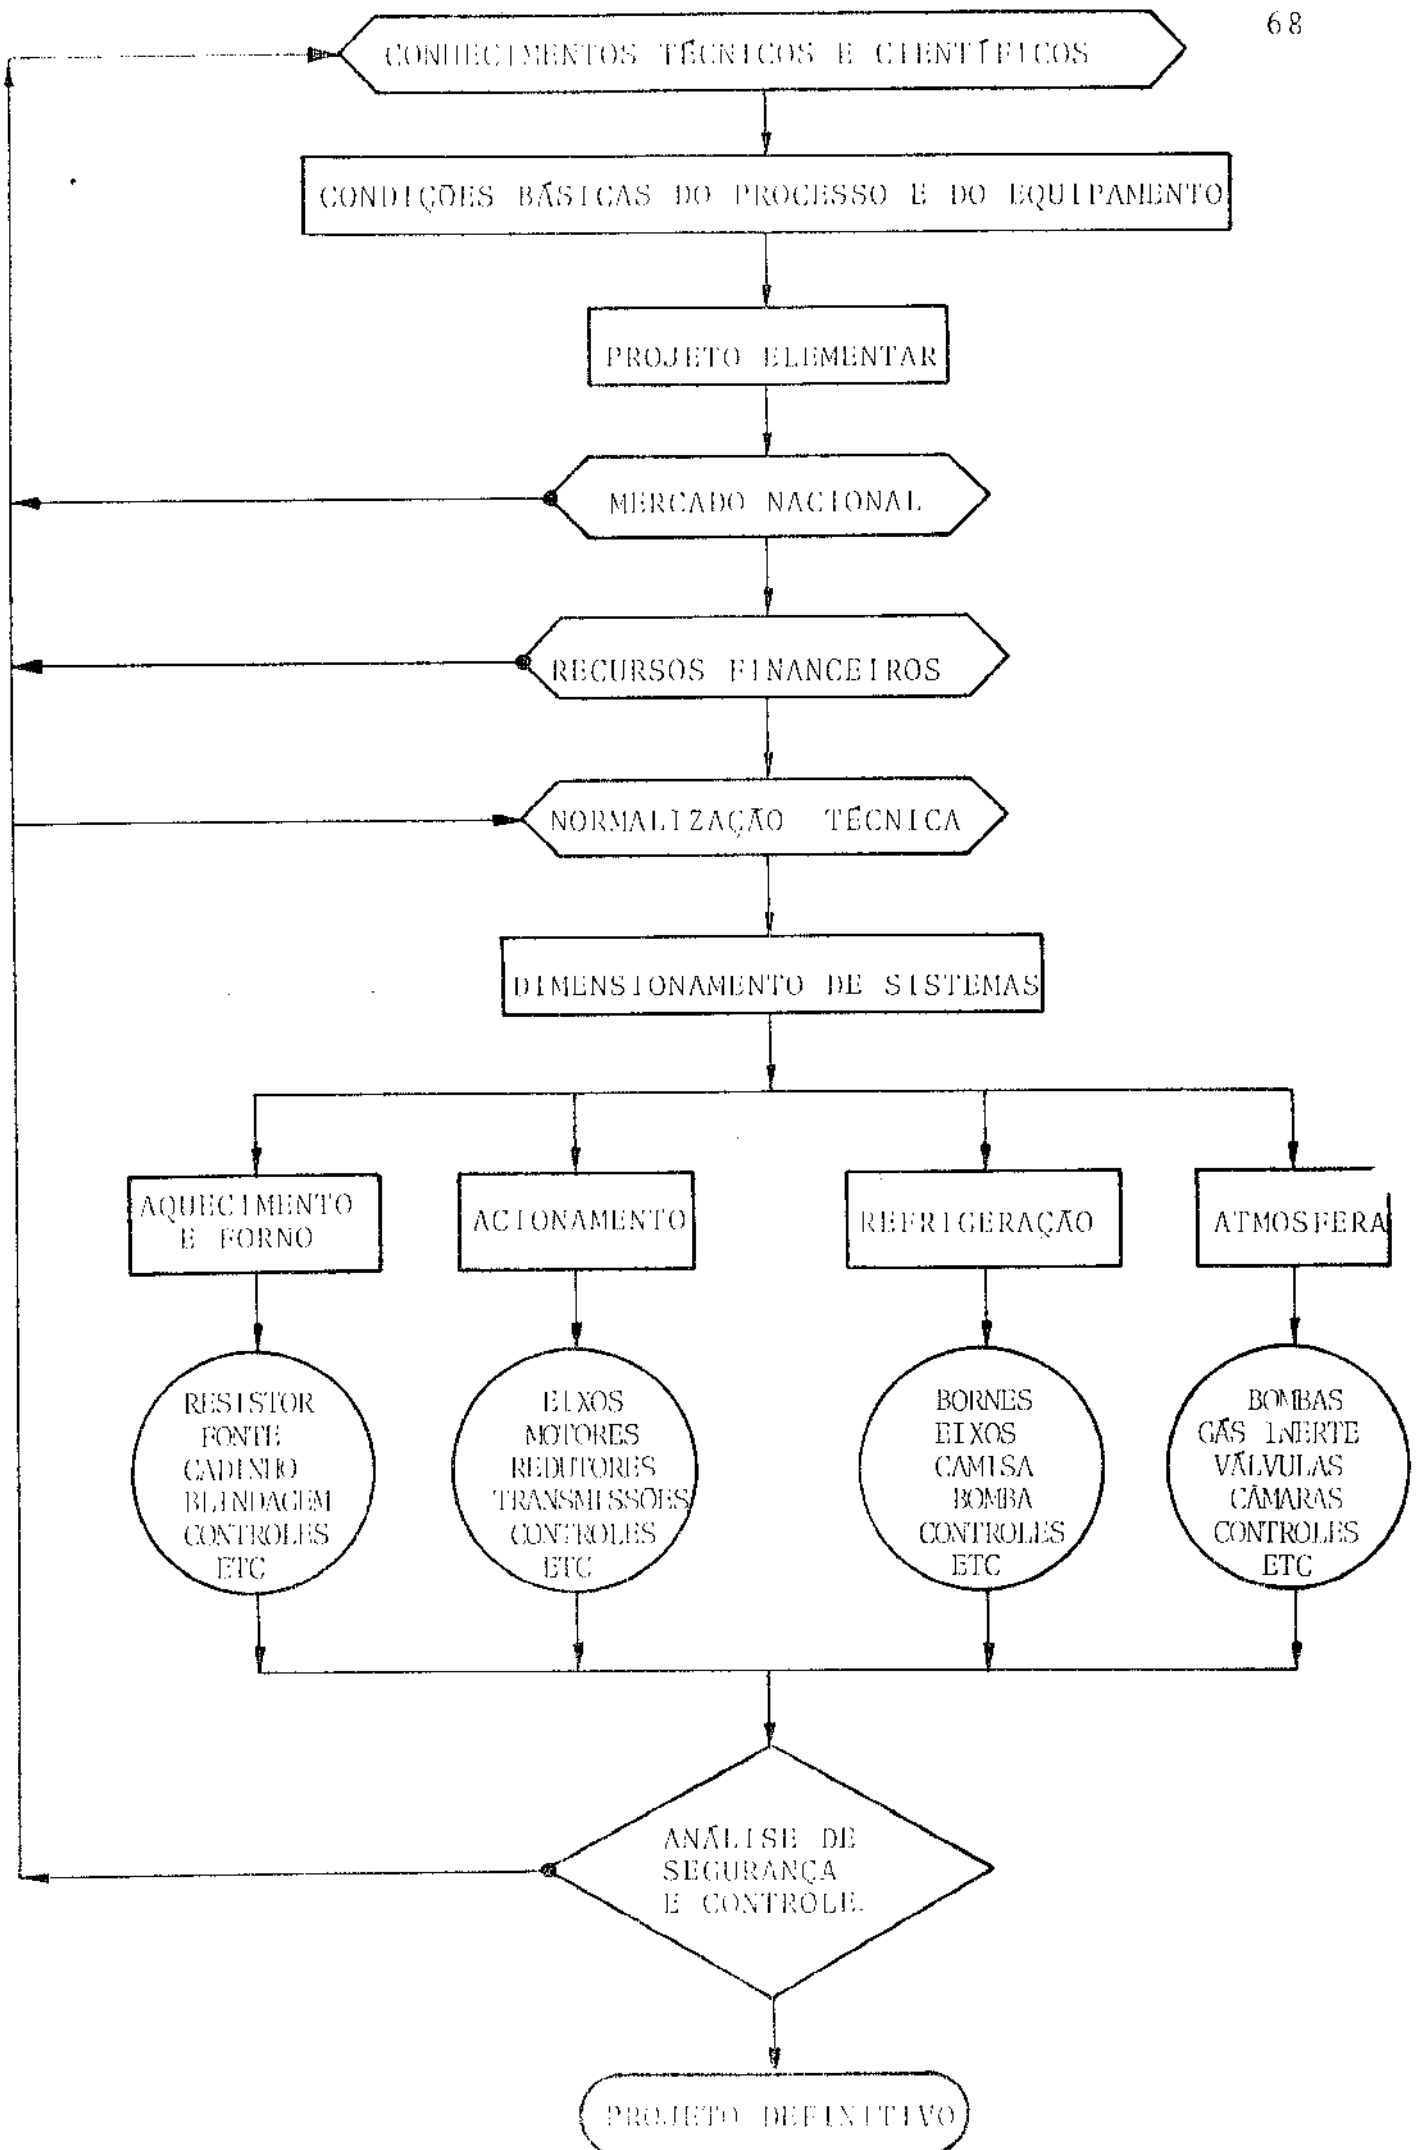 68
CONHECIMENTOS TÉCNICOS E CIENTÍFICOS
CONDIÇÕES BÁSICAS DO PROCESSO E DO EQUIPAMENTO
PROJETO ELEMENTAR
MERCADO NACIONAL
RECURSOS FINANCEIROS
NORMALIZAÇÃO TÉCNICA
DIMENSIONAMENTO DE SISTEMAS
AQUECIMENTO
E FORNO
ACIONAMENTO
REFRIGERAÇÃO
ATMOSFERA
RESISTOR
FONTE
CADINHO
BLINDAGEM
CONTROLES
ETC
EIXOS
MOTORES
REDUTORES
TRANSMISSÕES
CONTROLES
ETC
BORNES
EIXOS
CAMISA
BOMBA
CONTROLES
ETC
BOMBAS
GÁS INERTE
VÁLVULAS
CÂMARAS
CONTROLES
ETC
ANÁLISE DE
SEGURANÇA
E CONTROLE.
PROJETO DEFINITIVO